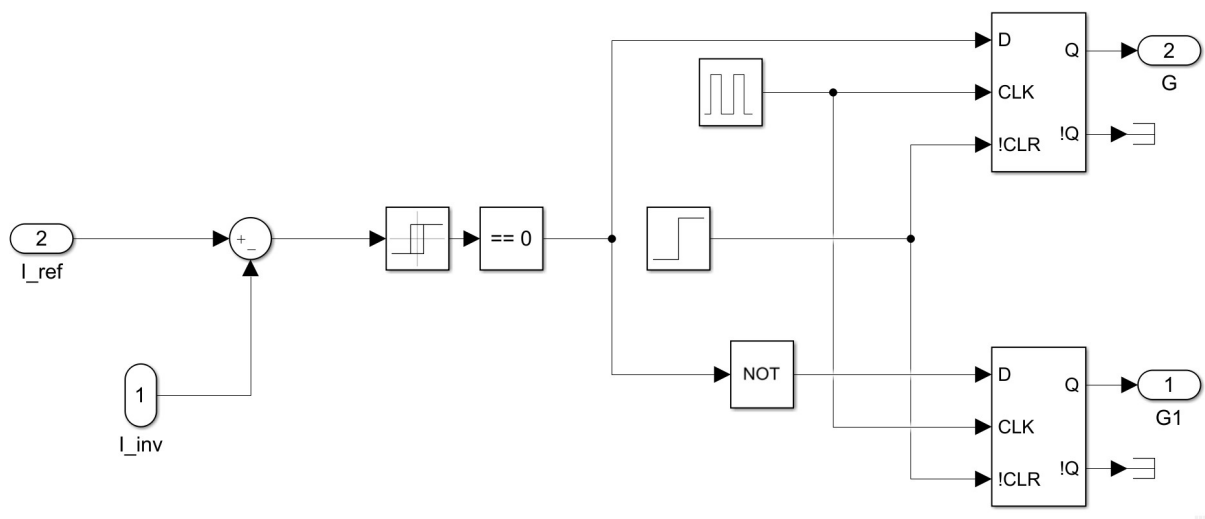 D
Q
2
G
CLK
!Q
!CLR
2
I_ref
+
_
== 0
1
I_inv
NOT
D
Q
1
G1
CLK
!Q
!CLR